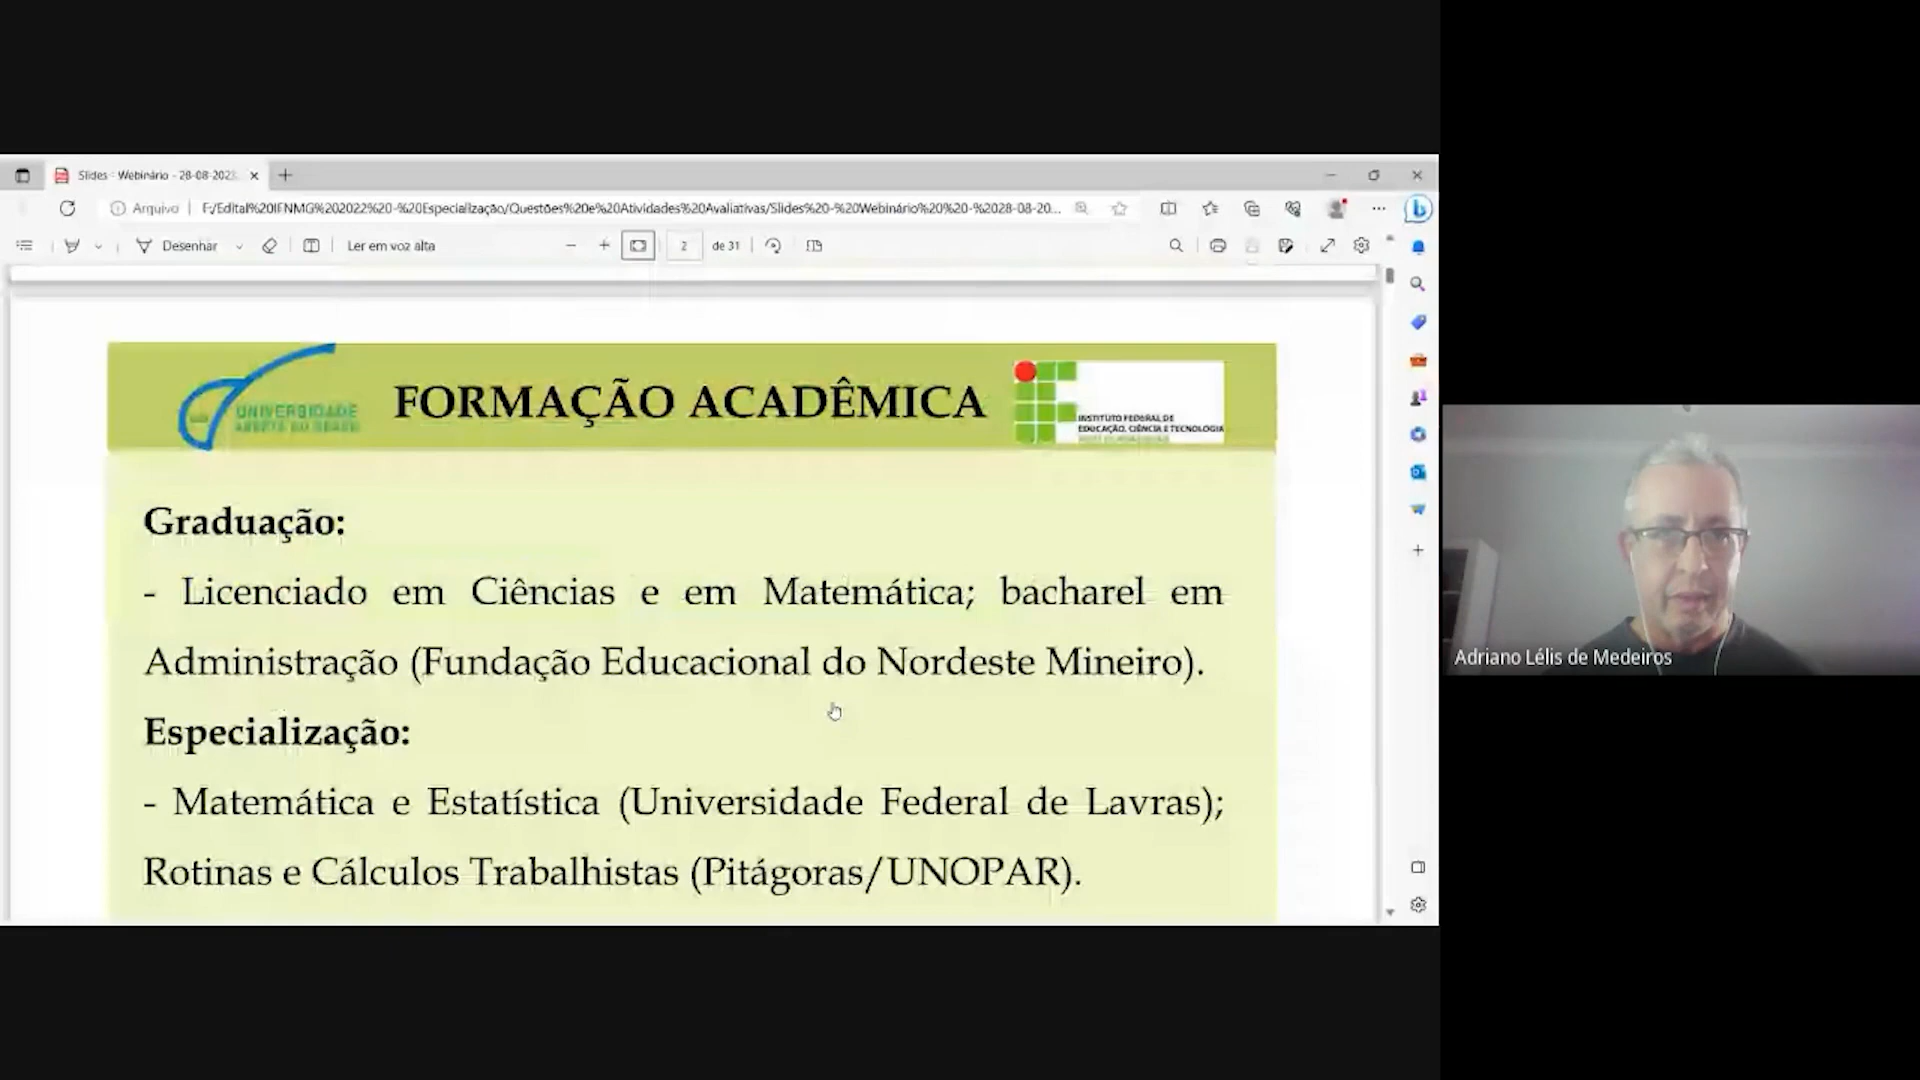 Slides - Webinário - 28-08-2023
Arquivo
F:/Edital%20IFNMG%202022%20-%20Especialização/Questões%20e%20Atividades%20Avaliativas/Slides%20-%20Webinário%20%20-%2028-08-20...
Desenhar
Ler em voz alta
2
de 31
UNIVERSIDADE
ABERTA DO BRASIL
FORMAÇÃO ACADÊMICA
INSTITUTO FEDERAL DE
EDUCAÇÃO, CIÊNCIA E TECNOLOGIA
Graduação:
- Licenciado em Ciências e em Matemática; bacharel em
Administração (Fundação Educacional do Nordeste Mineiro).
Especialização:
- Matemática e Estatística (Universidade Federal de Lavras);
Rotinas e Cálculos Trabalhistas (Pitágoras/UNOPAR).
Adriano Lélis de Medeiros